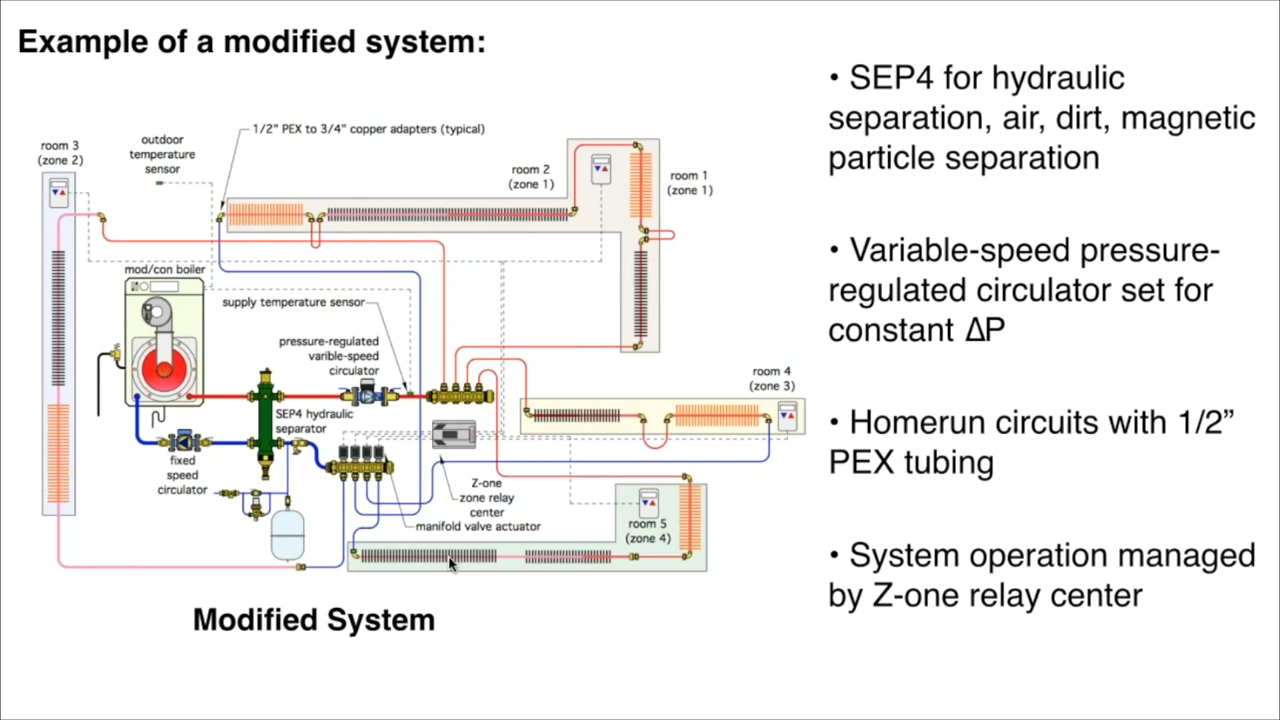 Example of a modified system:
1/2" PEX to 3/4" copper adapters (typical)
outdoor
temperature
sensor
room 3
(zone 2)
room 2
(zone 1)
room 1
(zone 1)
mod/con boiler
supply temperature sensor
pressure-regulated
varible-speed
circulator
room 4
(zone 3)
SEP4 hydraulic
separator
fixed
speed
circulator
Z-one
zone relay
center
manifold valve actuator
room 5
(zone 4)
Modified System
• SEP4 for hydraulic
separation, air, dirt, magnetic
particle separation
• Variable-speed pressure-
regulated circulator set for
constant ΔP
• Homerun circuits with 1/2”
PEX tubing
• System operation managed
by Z-one relay center